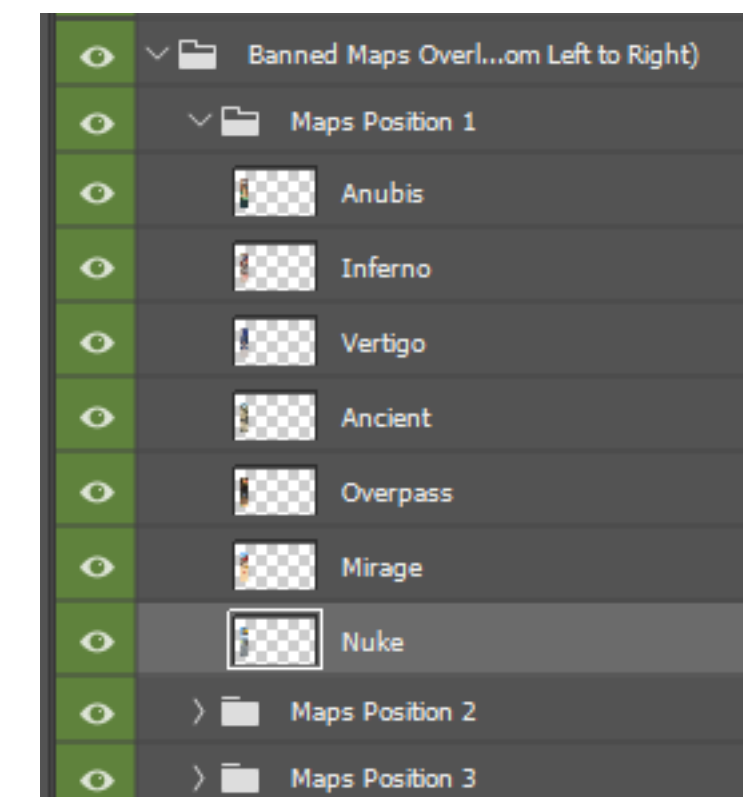 Banned Maps Overl...om Left to Right)
Maps Position 1
Anubis
Inferno
Vertigo
Ancient
Overpass
Mirage
Nuke
Maps Position 2
Maps Position 3